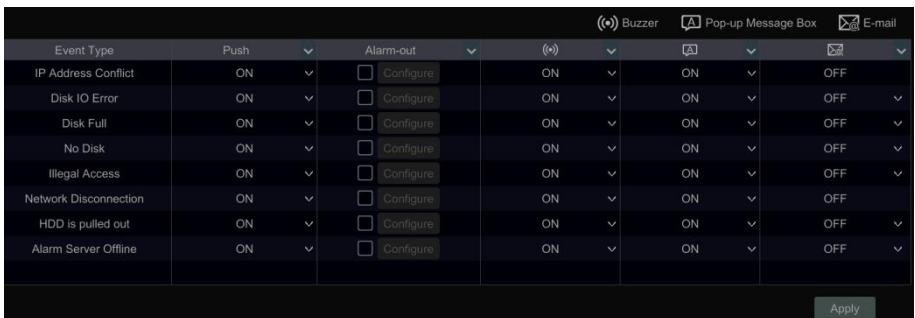 Buzzer Pop-up Message Box E-mail
Event Type Push Alarm-out
IP Address Conflict ON Configure ON ON OFF
Disk IO Error ON Configure ON ON OFF
Disk Full ON Configure ON ON OFF
No Disk ON Configure ON ON OFF
Illegal Access ON Configure ON ON OFF
Network Disconnection ON Configure ON ON OFF
HDD is pulled out ON Configure ON ON OFF
Alarm Server Offline ON Configure ON ON OFF
Apply